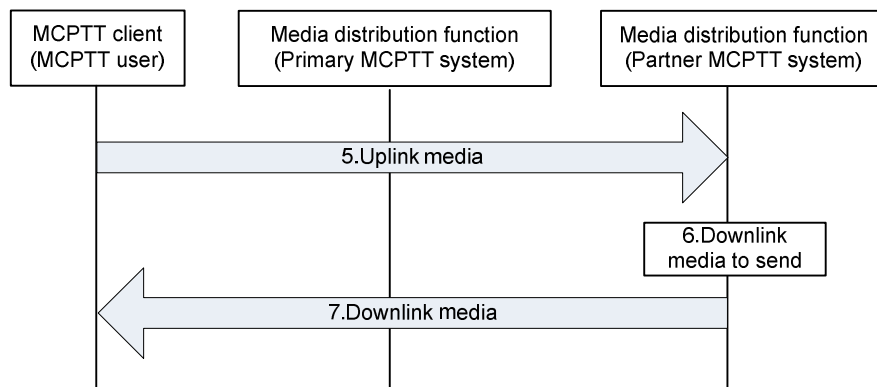 MCPTT client
(MCPTT user)
Media distribution function
(Primary MCPTT system)
Media distribution function
(Partner MCPTT system)
5.Uplink media
6.Downlink
media to send
7.Downlink media